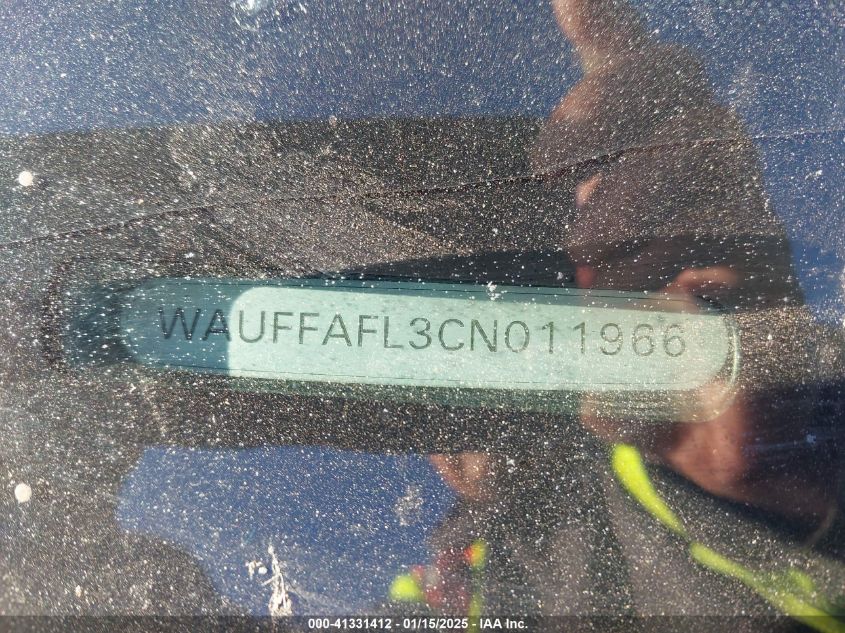 WAUFFAFL3CN011966
000-41331412 - 01/15/2025 - IAA Inc.